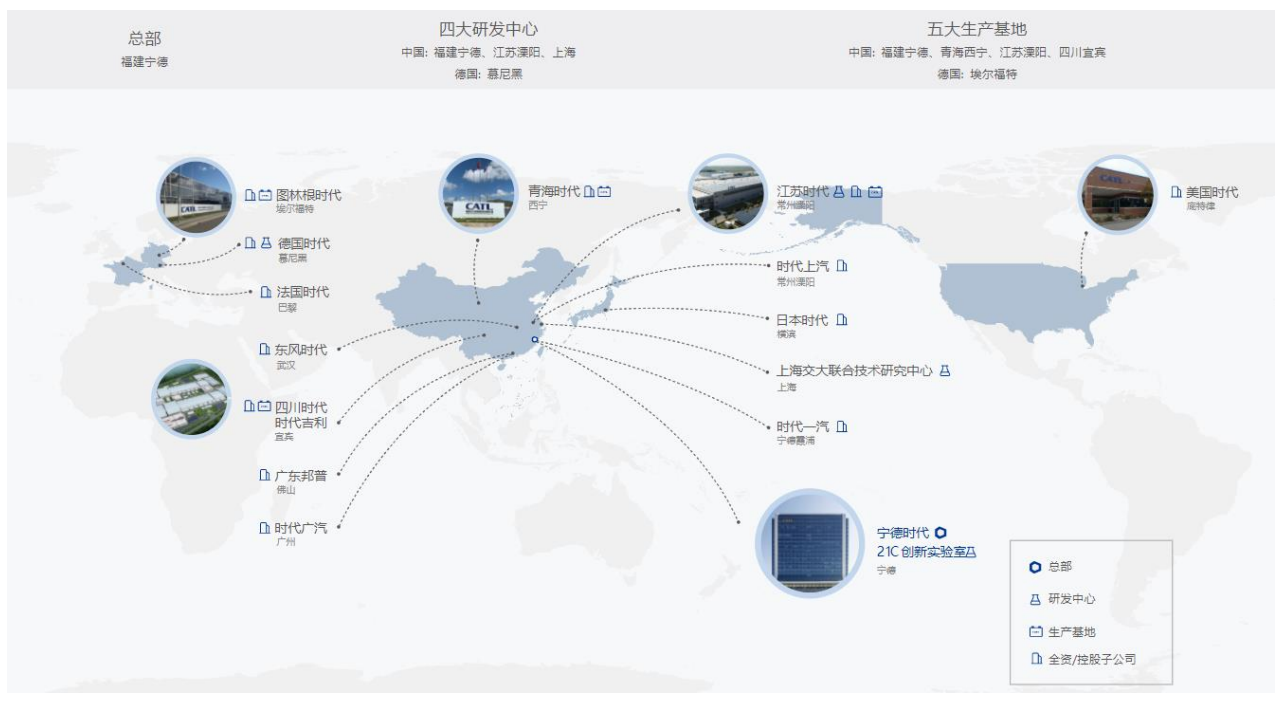 总部
福建宁德
四大研发中心
中国: 福建宁德、江苏溧阳、上海
德国: 慕尼黑
五大生产基地
中国: 福建宁德、青海西宁、江苏溧阳、四川宜宾
德国: 埃尔福特
图林根时代
埃尔福特
德国时代
慕尼黑
法国时代
巴黎
东风时代
武汉
四川时代
时代吉利
宜宾
广东邦普
佛山
时代广汽
广州
CATL
CATL
青海时代
西宁
江苏时代
常州溧阳
时代上汽
常州溧阳
日本时代
横滨
上海交大联合技术研究中心
上海
时代一汽
宁德霞浦
宁德时代
21C 创新实验室
宁德
CATL
美国时代
底特律
总部
研发中心
生产基地
全资/控股子公司